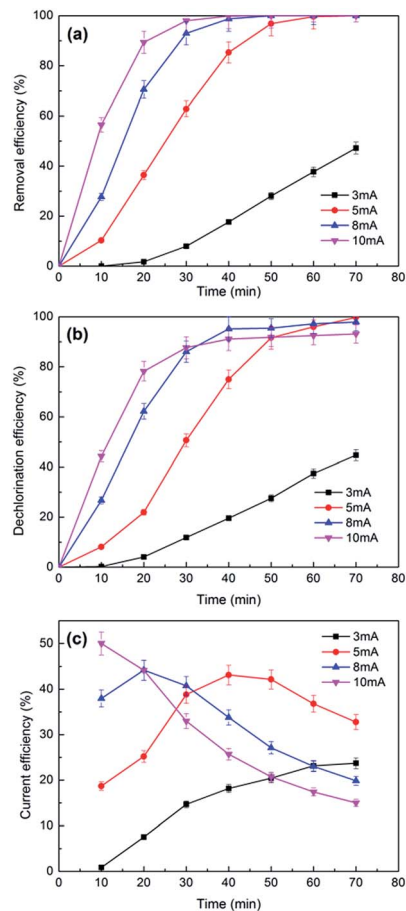 (a)
Removal efficiency (%)
100
80
60
40
20
0
3mA
5mA
8mA
10mA
0 10 20 30 40 50 60 70 80
Time (min)
(b)
Dechlorination efficiency (%)
100
80
60
40
20
0
3mA
5mA
8mA
10mA
0 10 20 30 40 50 60 70 80
Time (min)
(c)
Current efficiency (%)
50
40
30
20
10
0
3mA
5mA
8mA
10mA
0 10 20 30 40 50 60 70 80
Time (min)